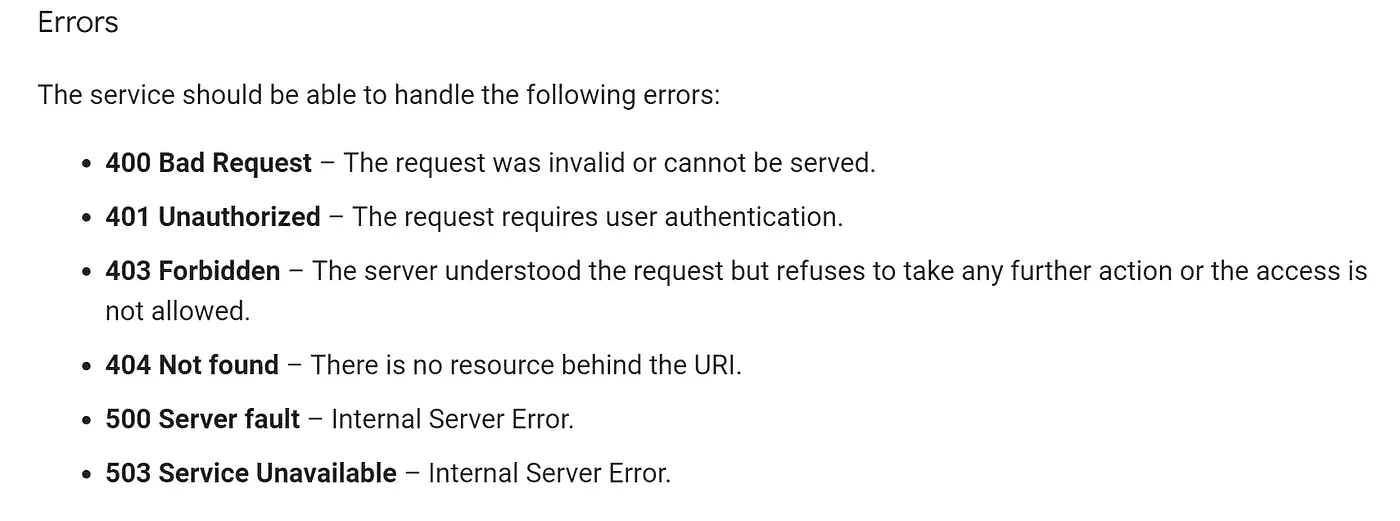 Errors
The service should be able to handle the following errors:
• 400 Bad Request – The request was invalid or cannot be served.
• 401 Unauthorized – The request requires user authentication.
• 403 Forbidden – The server understood the request but refuses to take any further action or the access is
not allowed.
• 404 Not found – There is no resource behind the URI.
• 500 Server fault – Internal Server Error.
• 503 Service Unavailable – Internal Server Error.